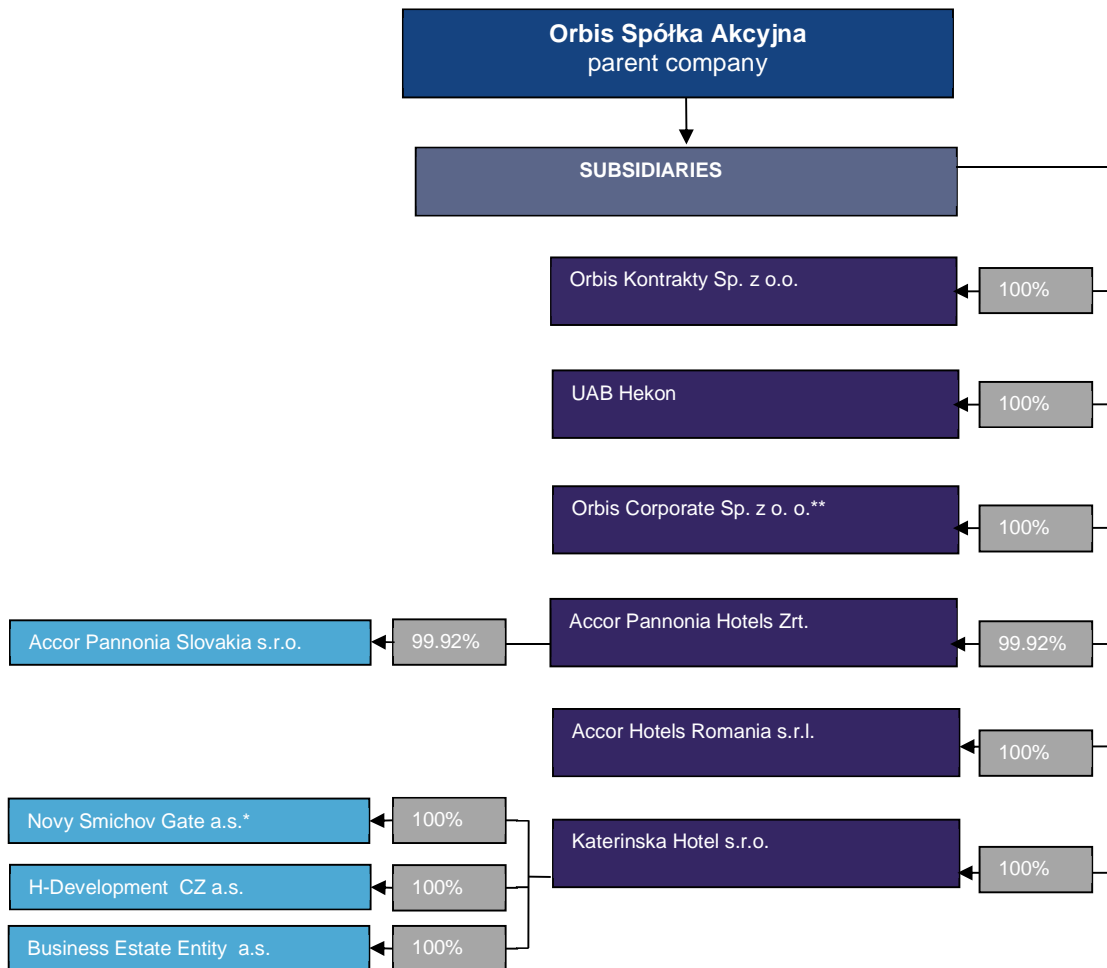 Orbis Spółka Akcyjna
parent company
SUBSIDIARIES
Orbis Kontrakty Sp. z o.o.
100%
UAB Hekon
100%
Orbis Corporate Sp. z o. o.**
100%
Accor Pannonia Slovakia s.r.o.
99.92%
Accor Pannonia Hotels Zrt.
99.92%
Accor Hotels Romania s.r.l.
100%
Novy Smichov Gate a.s.*
100%
Katerinska Hotel s.r.o.
100%
H-Development CZ a.s.
100%
Business Estate Entity a.s.
100%